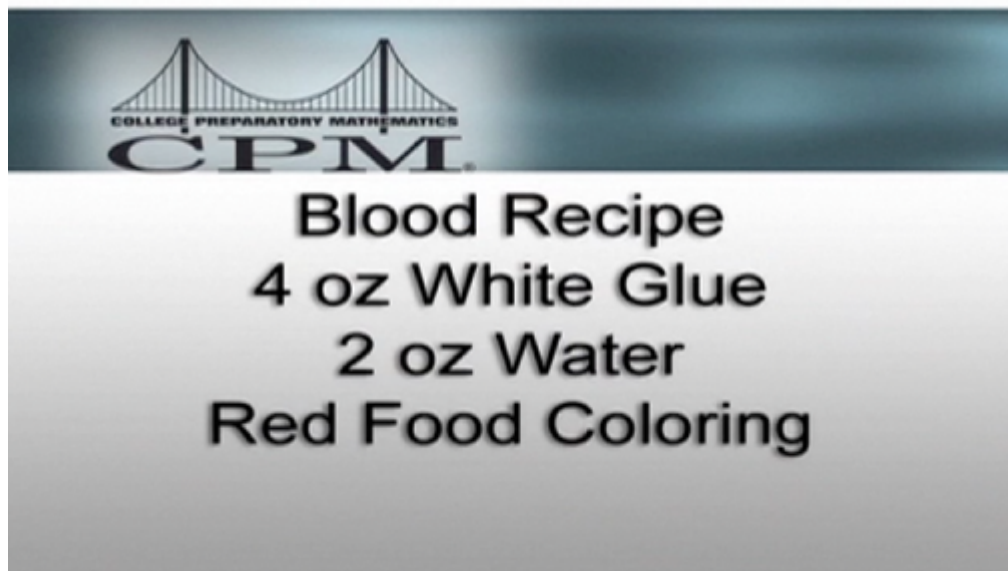 COLLEGE PREPARATORY MATHEMATICS
CPM®
Blood Recipe
4 oz White Glue
2 oz Water
Red Food Coloring